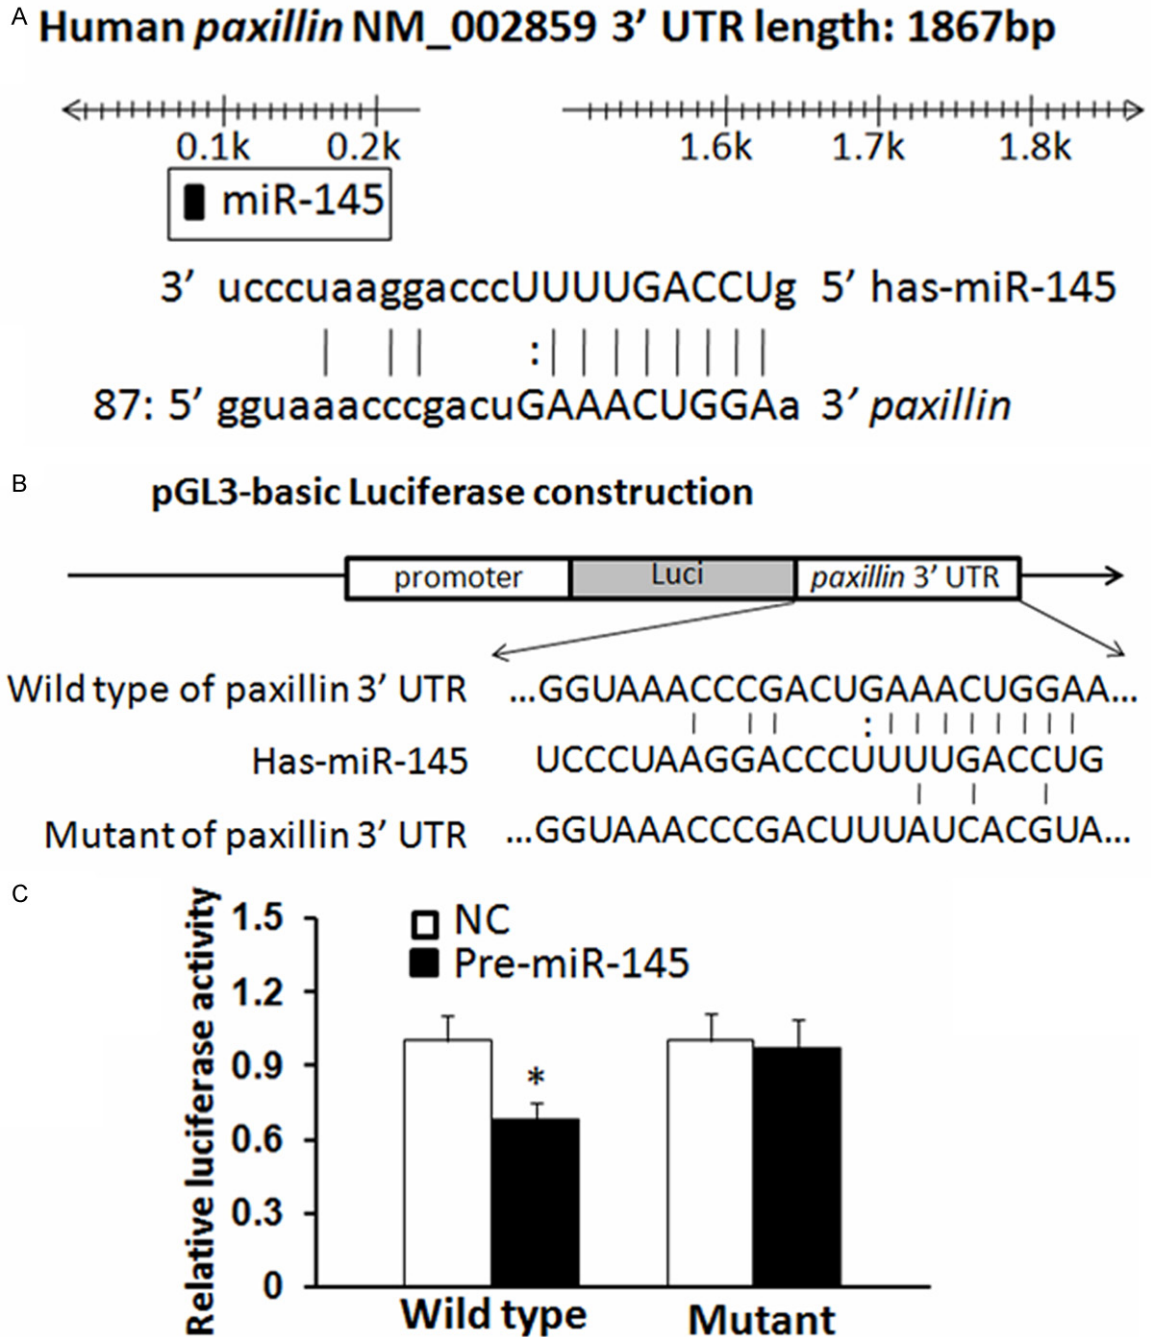 A
Human paxillin NM_002859 3’ UTR length: 1867bp
0.1k 0.2k 1.6k 1.7k 1.8k
miR-145
3’ ucccuaaggacccUUUUGACCUg 5’ has-miR-145
87: 5’ gguaaacccgacuGAAACUGGAa 3’ paxillin
B
pGL3-basic Luciferase construction
promoter Luci paxillin 3’ UTR
Wild type of paxillin 3’ UTR ...GGUAAACCCGACUGAAACUGGAA...
Has-miR-145 UCCCUAAGGACCCUUUUGACCUG
Mutant of paxillin 3’ UTR ...GGUAAACCCGACUUUAUCACGUA...
C
Relative luciferase activity
1.5
1.2
0.9
0.6
0.3
0
NC
Pre-miR-145
*
Wild type Mutant